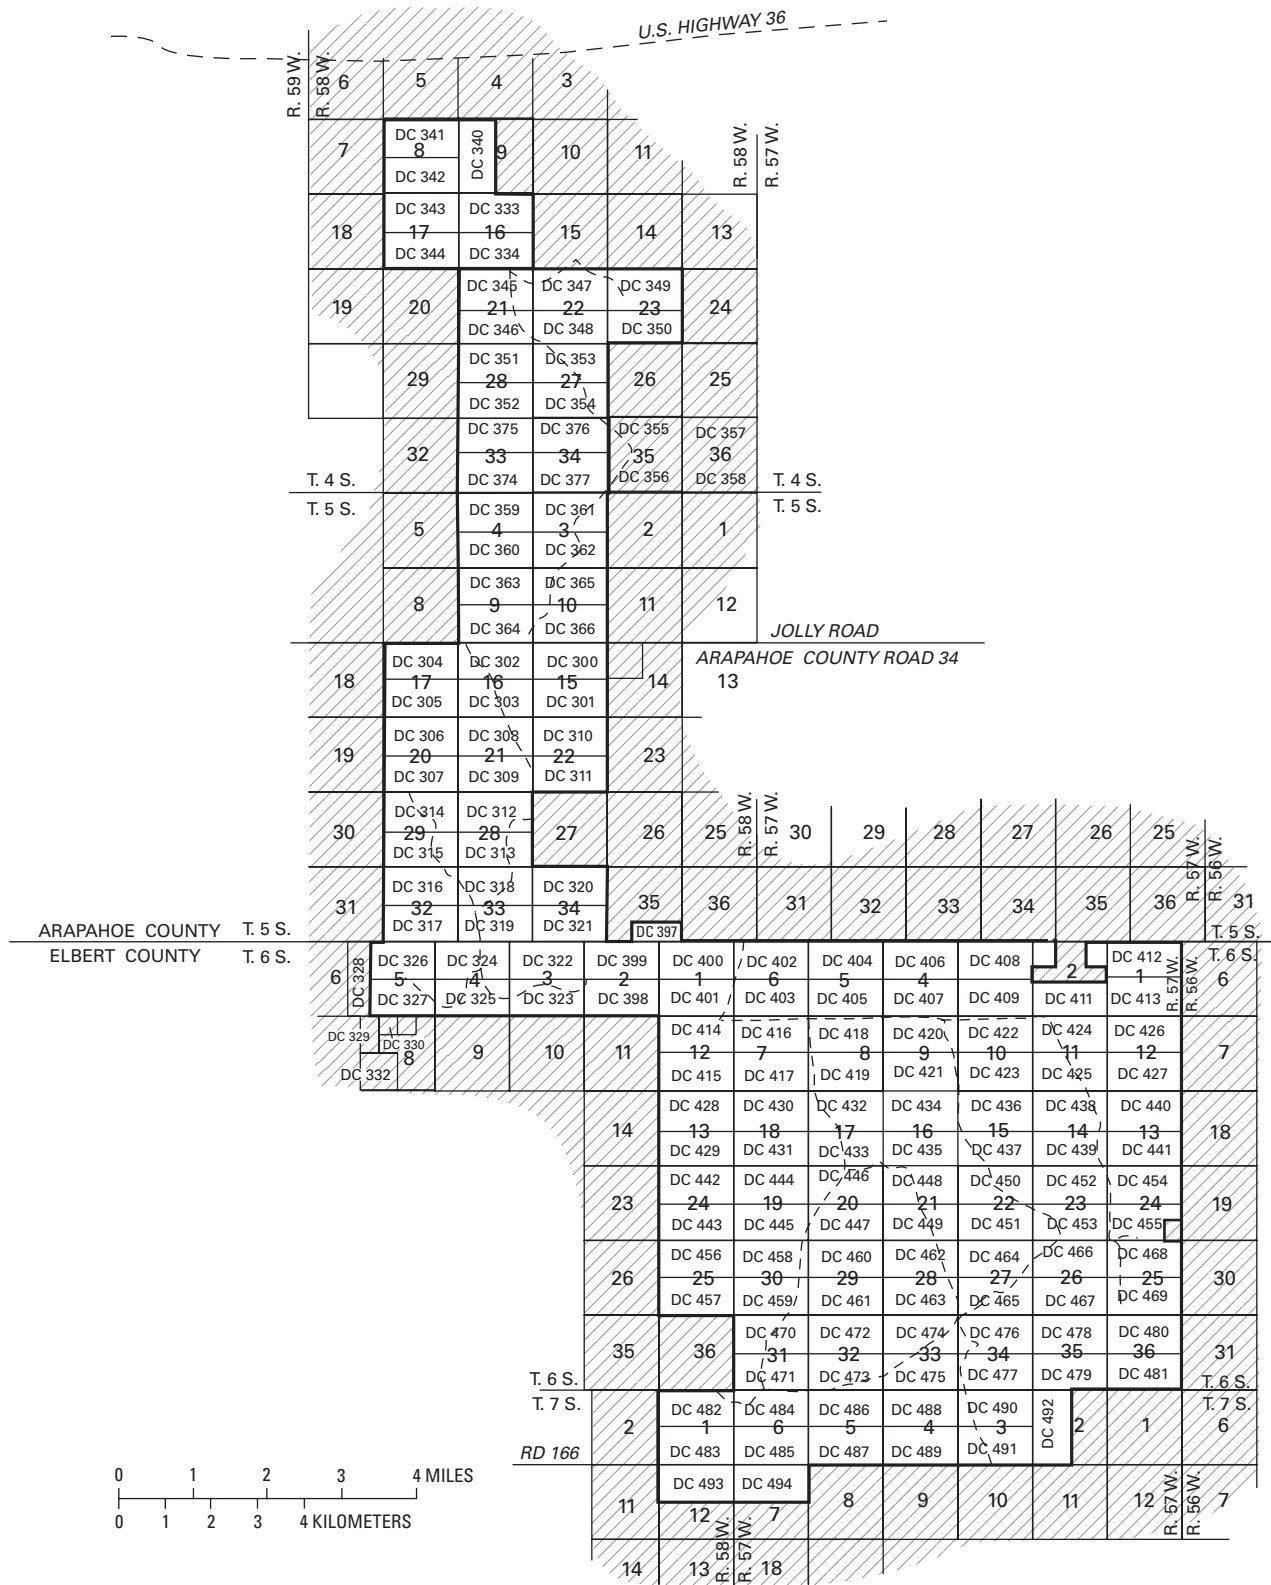 U.S. HIGHWAY 36
R. 59 W.
R. 58 W.
6 5 4 3
DC 341 DC 340
7 8 9 10 11
DC 342
R. 58 W.
R. 57 W.
DC 343 DC 333
18 17 16 15 14 13
DC 344 DC 334
DC 345 DC 347 DC 349
19 20 21 22 23 24
DC 346 DC 348 DC 350
DC 351 DC 353
29 28 27 26 25
DC 352 DC 354
DC 375 DC 376 DC 355 DC 357
32 33 34 35 36
DC 374 DC 377 DC 356 DC 358
T. 4 S. T. 4 S.
T. 5 S. T. 5 S.
DC 359 DC 361
5 4 3 2 1
DC 360 DC 362
DC 363 DC 365
8 9 10 11 12
DC 364 DC 366
JOLLY ROAD
ARAPAHOE COUNTY ROAD 34
DC 304 DC 302 DC 300
18 17 16 15 14 13
DC 305 DC 303 DC 301
DC 306 DC 308 DC 310
19 20 21 22 23
DC 307 DC 309 DC 311
R. 58 W.
R. 57 W.
R. 57 W.
R. 56 W.
DC 314 DC 312
30 29 28 27 26 25 30 29 28 27 26 25
DC 315 DC 313
DC 316 DC 318 DC 320
31 32 33 34 35 36 31 32 33 34 35 36 31
DC 317 DC 319 DC 321 DC 397
ARAPAHOE COUNTY T. 5 S. T. 5 S.
ELBERT COUNTY T. 6 S. T. 6 S.
DC 328 DC 326 DC 324 DC 322 DC 399 DC 400 DC 402 DC 404 DC 406 DC 408 DC 412
6 5 4 3 2 1 6 5 4 2 1 6
DC 327 DC 325 DC 323 DC 398 DC 401 DC 403 DC 405 DC 407 DC 409 DC 411 DC 413
R. 57 W.
R. 56 W.
DC 329 DC 330 DC 414 DC 416 DC 418 DC 420 DC 422 DC 424 DC 426
8 9 10 11 12 7 8 9 10 11 12 7
DC 332 DC 415 DC 417 DC 419 DC 421 DC 423 DC 425 DC 427
DC 428 DC 430 DC 432 DC 434 DC 436 DC 438 DC 440
14 13 18 17 16 15 14 13 18
DC 429 DC 431 DC 433 DC 435 DC 437 DC 439 DC 441
DC 442 DC 444 DC 446 DC 448 DC 450 DC 452 DC 454
23 24 19 20 21 22 23 24 19
DC 443 DC 445 DC 447 DC 449 DC 451 DC 453 DC 455
DC 456 DC 458 DC 460 DC 462 DC 464 DC 466 DC 468
26 25 30 29 28 27 26 25 30
DC 457 DC 459 DC 461 DC 463 DC 465 DC 467 DC 469
DC 470 DC 472 DC 474 DC 476 DC 478 DC 480
35 36 31 32 33 34 35 36 31
DC 471 DC 473 DC 475 DC 477 DC 479 DC 481
T. 6 S. T. 6 S.
T. 7 S. T. 7 S.
DC 482 DC 484 DC 486 DC 488 DC 490 DC 492
2 1 6 5 4 3 2 1 6
DC 483 DC 485 DC 487 DC 489 DC 491
RD 166
DC 493 DC 494
11 12 7 8 9 10 11 12 7
R. 58 W.
R. 57 W.
R. 57 W.
R. 56 W.
14 13 18
0 1 2 3 4 MILES
0 1 2 3 4 KILOMETERS